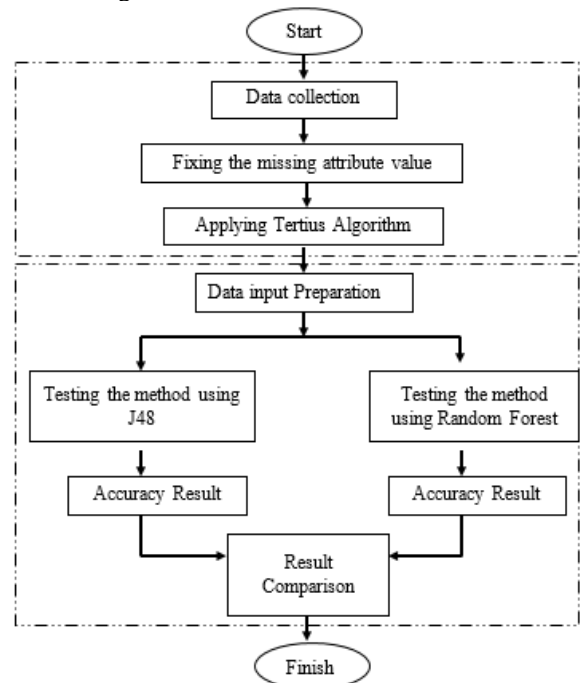 Start
Data collection
Fixing the missing attribute value
Applying Tertius Algorithm
Data input Preparation
Testing the method using
J48
Testing the method
using Random Forest
Accuracy Result
Accuracy Result
Result
Comparison
Finish